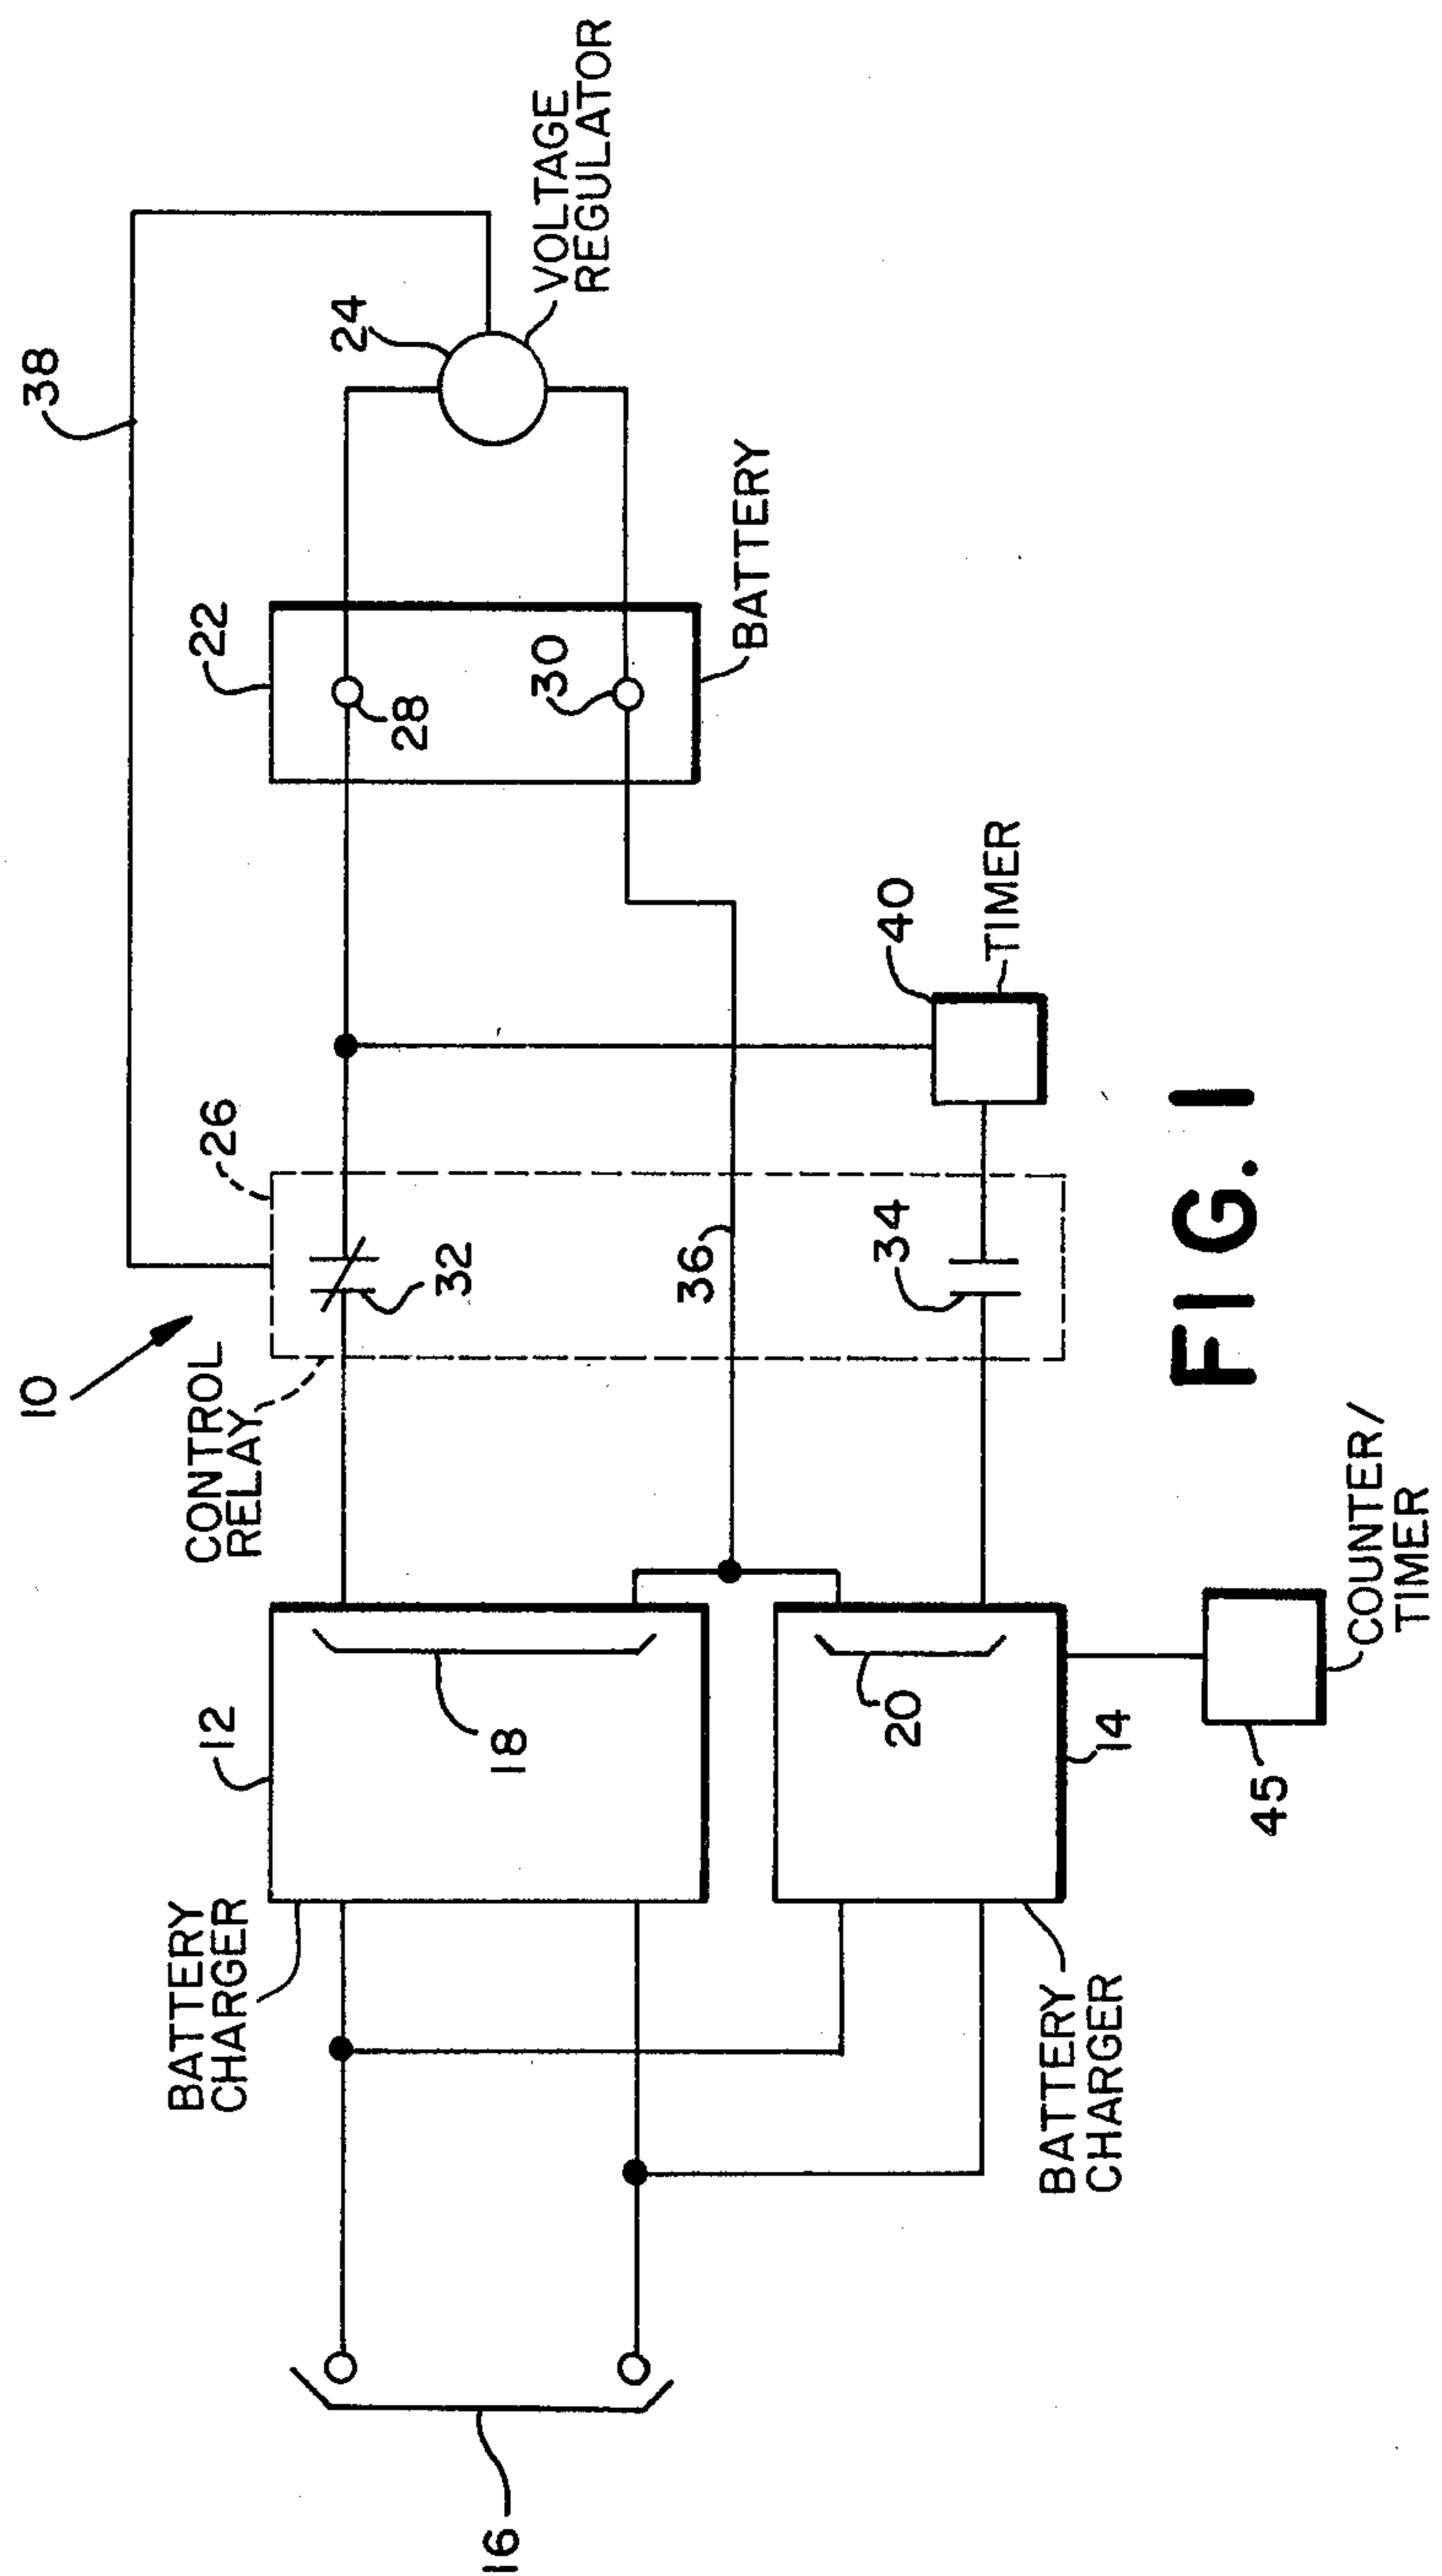 10
38
CONTROL
RELAY
26
22
24
VOLTAGE
REGULATOR
BATTERY
CHARGER
12
18
32
28
30
BATTERY
36
16
20
34
40
TIMER
BATTERY
CHARGER
14
45
COUNTER/
TIMER
FIG. 1